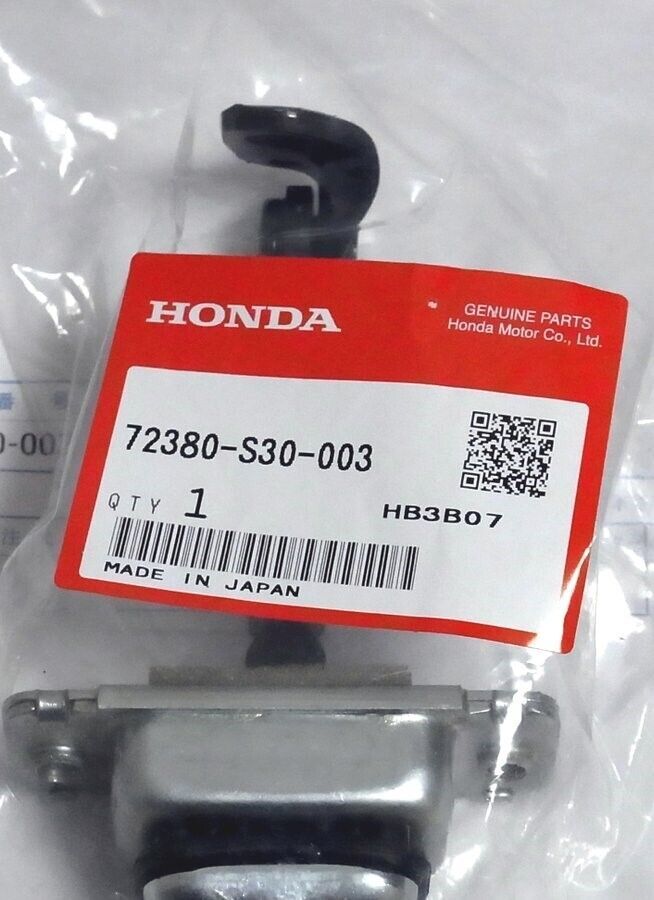 HONDA
GENUINE PARTS
Honda Motor Co., Ltd.
72380-S30-003
QTY 1
HB3B07
MADE IN JAPAN